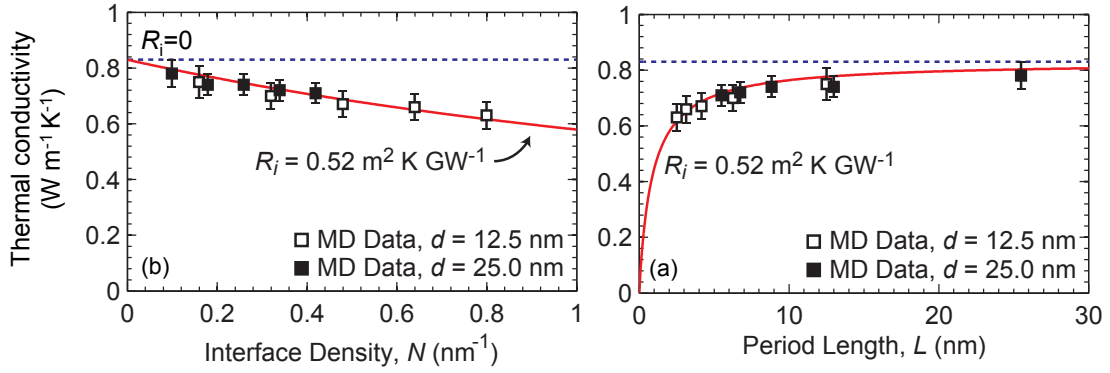 Thermal conductivity
(W m⁻¹ K⁻¹)
1
0.8
0.6
0.4
0.2
0
Rᵢ=0
Rᵢ = 0.52 m² K GW⁻¹
MD Data, d = 12.5 nm
(b) MD Data, d = 25.0 nm
0 0.2 0.4 0.6 0.8 1
Interface Density, N (nm⁻¹)
1
0.8
0.6
0.4
0.2
0
Rᵢ = 0.52 m² K GW⁻¹
MD Data, d = 12.5 nm
(a) MD Data, d = 25.0 nm
0 10 20 30
Period Length, L (nm)